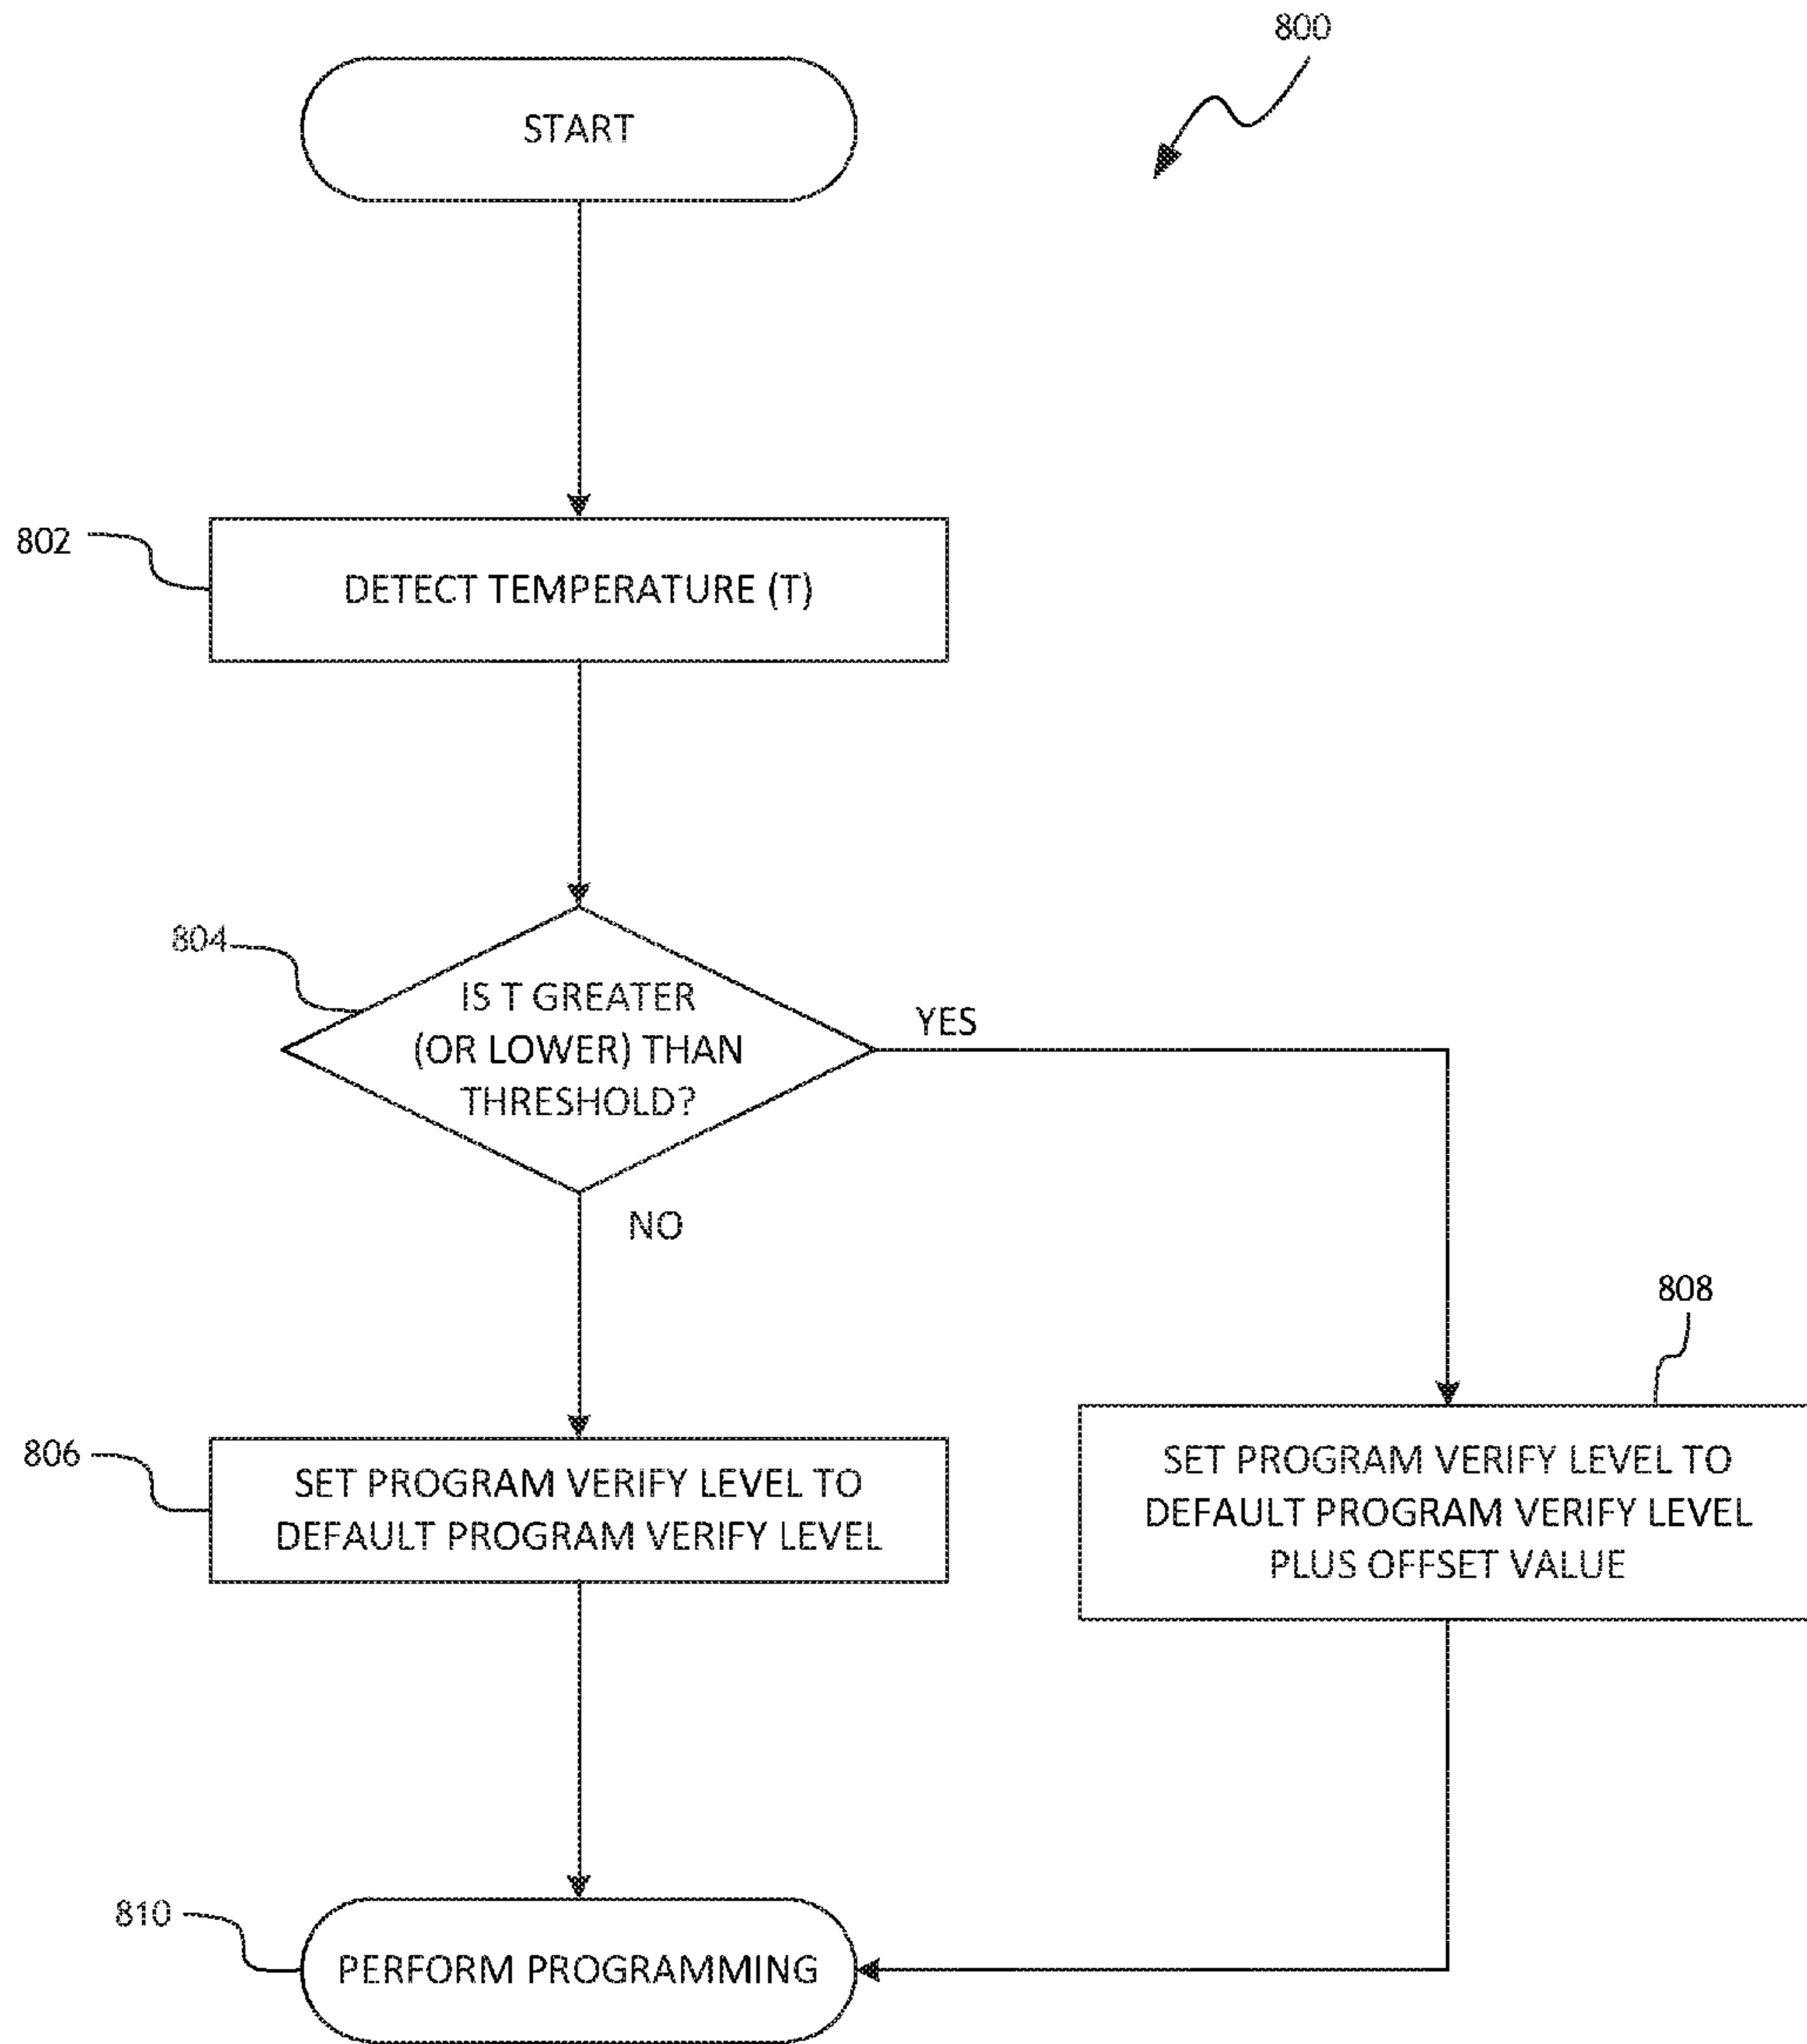 800
START
802
DETECT TEMPERATURE (T)
804
IS T GREATER
(OR LOWER) THAN
THRESHOLD?
YES
NO
806
SET PROGRAM VERIFY LEVEL TO
DEFAULT PROGRAM VERIFY LEVEL
808
SET PROGRAM VERIFY LEVEL TO
DEFAULT PROGRAM VERIFY LEVEL
PLUS OFFSET VALUE
810
PERFORM PROGRAMMING